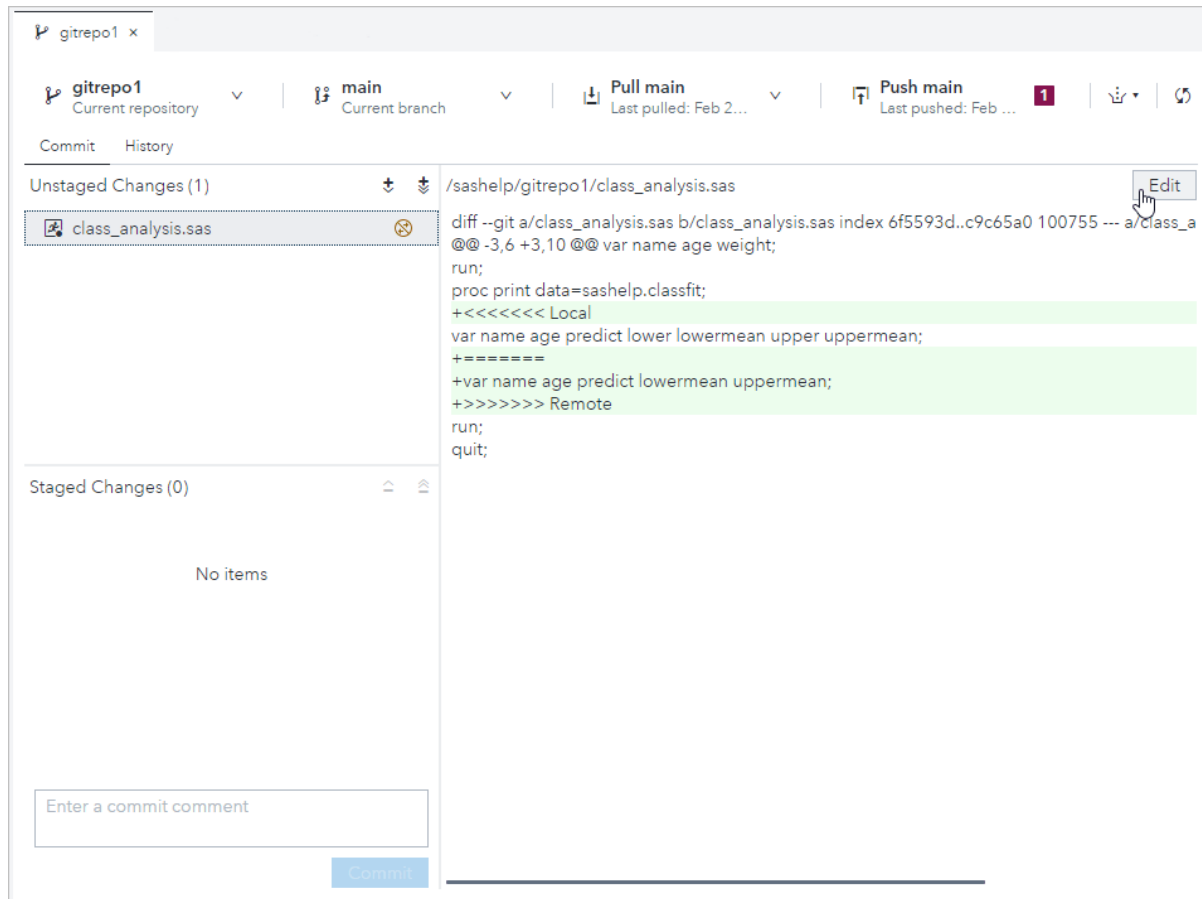 gitrepo1 ×
gitrepo1
Current repository
main
Current branch
Pull main
Last pulled: Feb 2...
Push main
Last pushed: Feb ...
1
Commit
History
Unstaged Changes (1)
class_analysis.sas
/sashelp/gitrepo1/class_analysis.sas
Edit
diff --git a/class_analysis.sas b/class_analysis.sas index 6f5593d..c9c65a0 100755 --- a/class_a
@@ -3,6 +3,10 @@ var name age weight;
run;
proc print data=sashelp.classfit;
+<<<<<<< Local
var name age predict lower lowermean upper uppermean;
+=======
+var name age predict lowermean uppermean;
+>>>>>>> Remote
run;
quit;
Staged Changes (0)
No items
Enter a commit comment
Commit